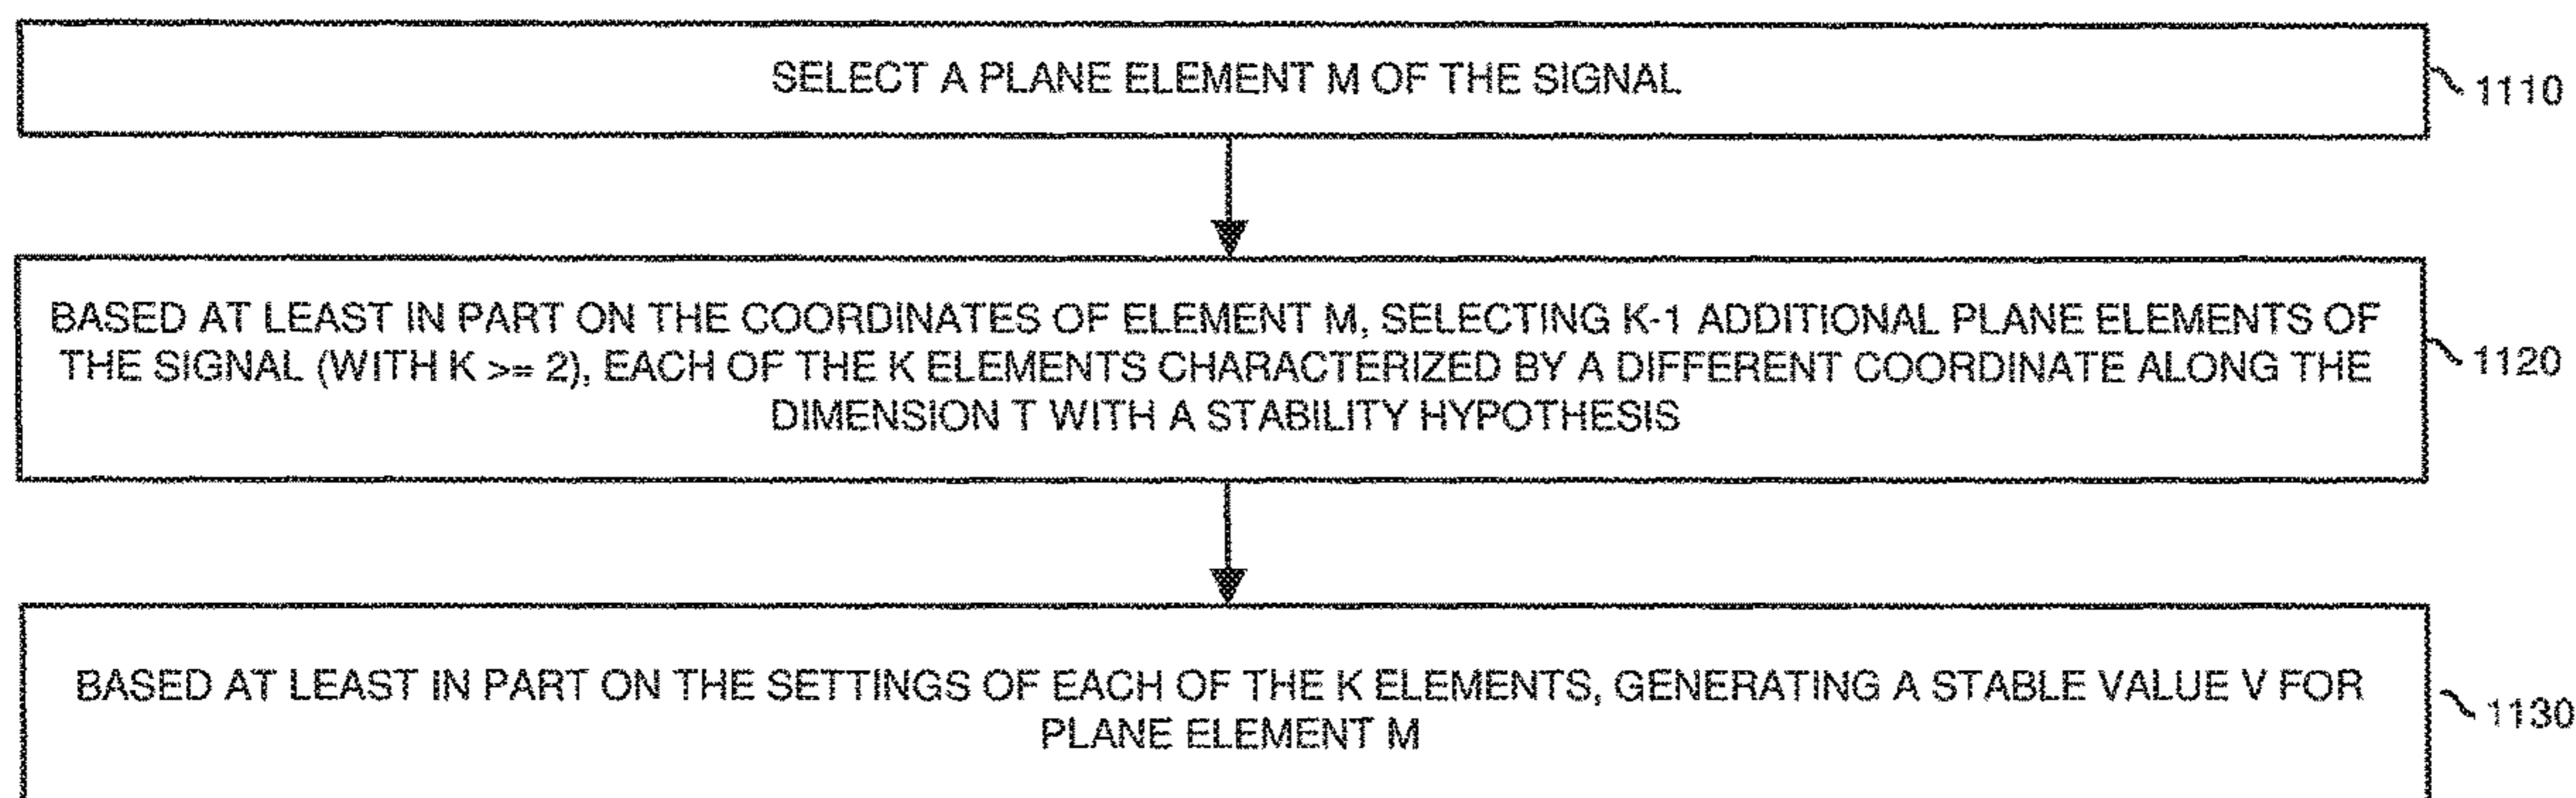 SELECT A PLANE ELEMENT M OF THE SIGNAL
1110
BASED AT LEAST IN PART ON THE COORDINATES OF ELEMENT M, SELECTING K-1 ADDITIONAL PLANE ELEMENTS OF
THE SIGNAL (WITH K >= 2), EACH OF THE K ELEMENTS CHARACTERIZED BY A DIFFERENT COORDINATE ALONG THE
DIMENSION T WITH A STABILITY HYPOTHESIS
1120
BASED AT LEAST IN PART ON THE SETTINGS OF EACH OF THE K ELEMENTS, GENERATING A STABLE VALUE V FOR
PLANE ELEMENT M
1130